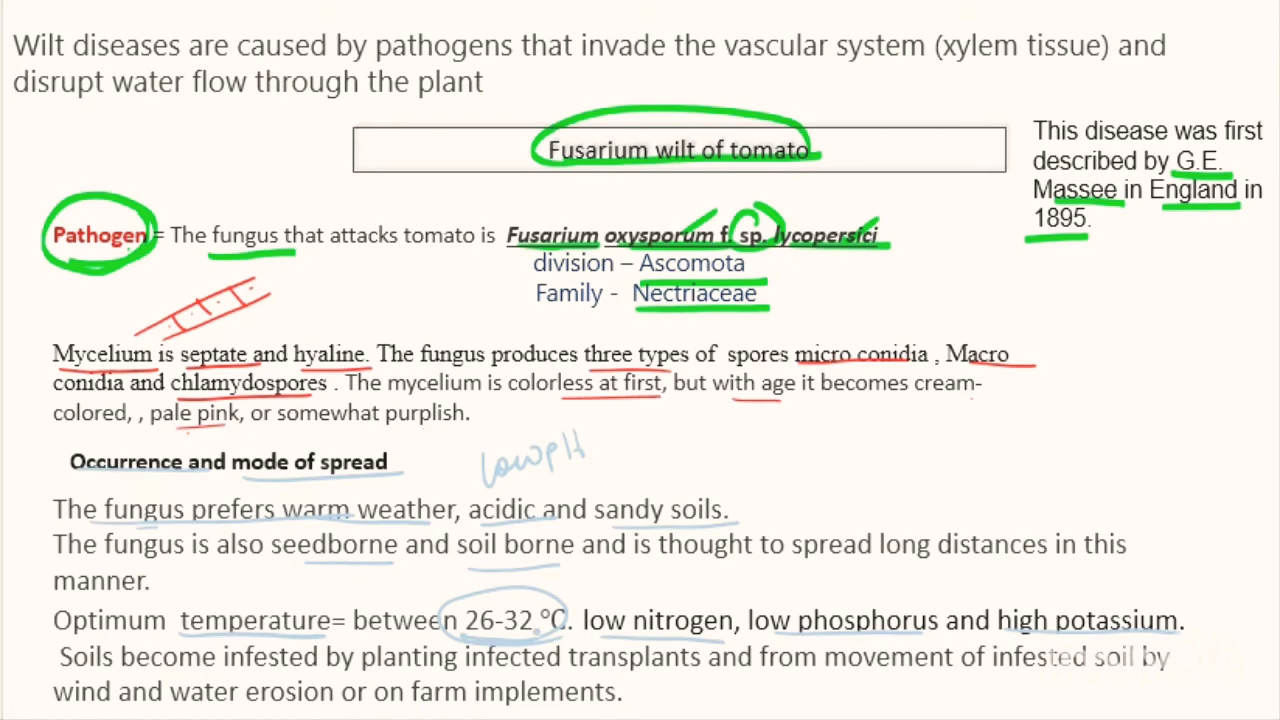 Wilt diseases are caused by pathogens that invade the vascular system (xylem tissue) and
disrupt water flow through the plant
Fusarium wilt of tomato
This disease was first
described by G.E.
Massee in England in
1895.
Pathogen = The fungus that attacks tomato is Fusarium oxysporum f. sp. lycopersici
division – Ascomota
Family - Nectriaceae
Mycelium is septate and hyaline. The fungus produces three types of spores micro conidia , Macro
conidia and chlamydospores . The mycelium is colorless at first, but with age it becomes cream-
colored, , pale pink, or somewhat purplish.
Occurrence and mode of spread
low pH
The fungus prefers warm weather, acidic and sandy soils.
The fungus is also seedborne and soil borne and is thought to spread long distances in this
manner.
Optimum temperature= between 26-32 °C. low nitrogen, low phosphorus and high potassium.
Soils become infested by planting infected transplants and from movement of infested soil by
wind and water erosion or on farm implements.